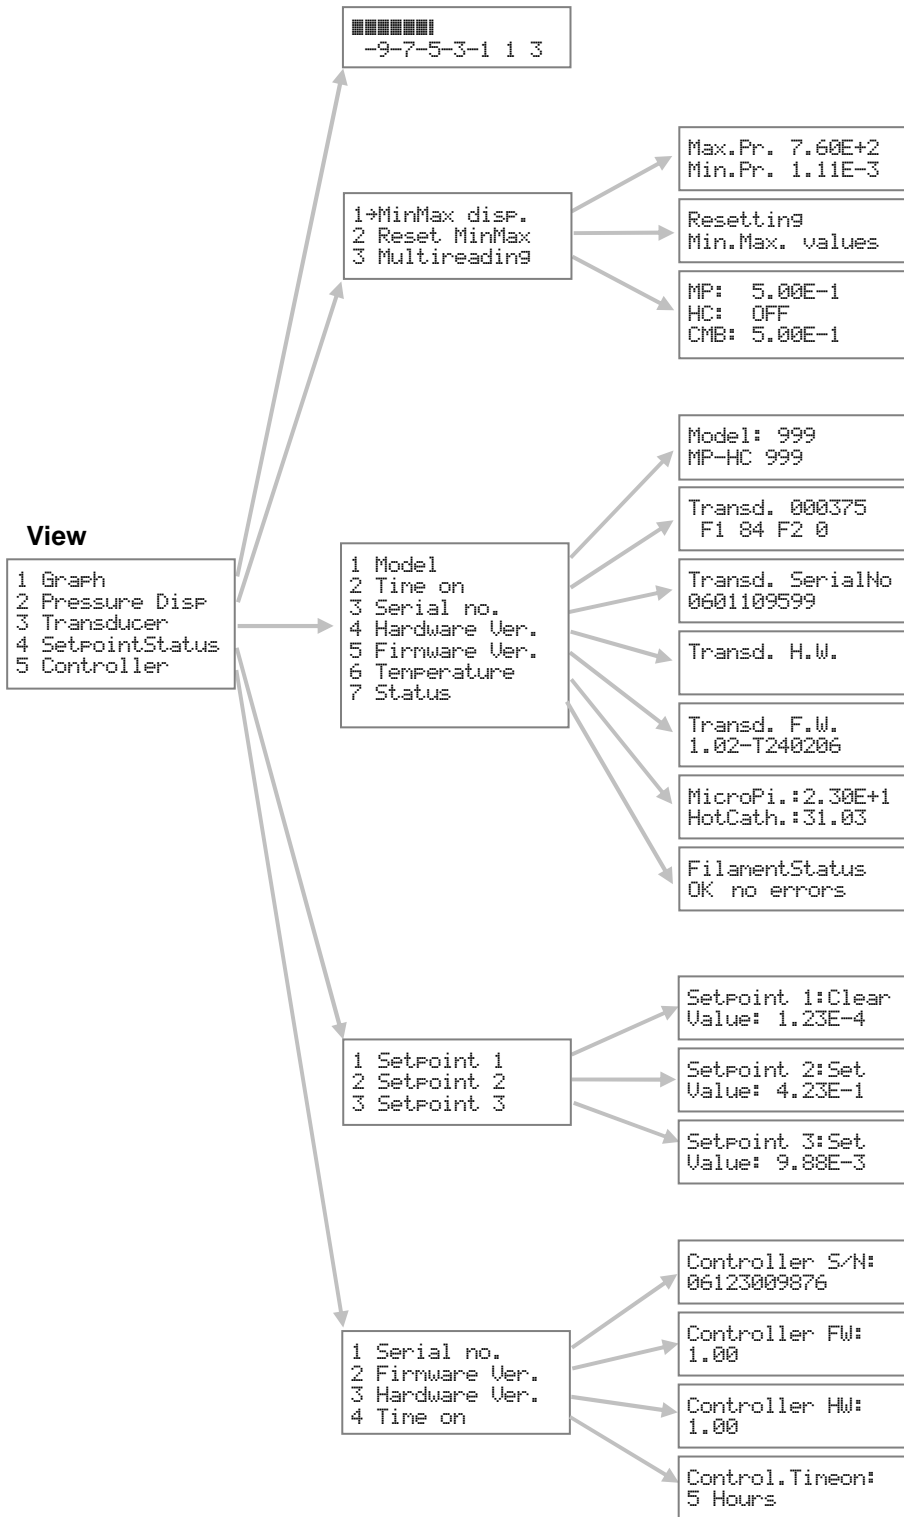 -9-7-5-3-1 1 3
Max.Pr. 7.60E+2
Min.Pr. 1.11E-3
1→MinMax disp.
2 Reset MinMax
3 Multireading
Resetting
Min.Max. values
MP: 5.00E-1
HC: OFF
CMB: 5.00E-1
Model: 999
MP-HC 999
Transd. 000375
F1 84 F2 0
View
1 Graph
2 Pressure Disp
3 Transducer
4 SetpointStatus
5 Controller
1 Model
2 Time on
3 Serial no.
4 Hardware Ver.
5 Firmware Ver.
6 Temperature
7 Status
Transd. SerialNo
0601109599
Transd. H.W.
Transd. F.W.
1.02-T240206
MicroPi.:2.30E+1
HotCath.:31.03
FilamentStatus
OK no errors
1 Setpoint 1
2 Setpoint 2
3 Setpoint 3
Setpoint 1:Clear
Value: 1.23E-4
Setpoint 2:Set
Value: 4.23E-1
Setpoint 3:Set
Value: 9.88E-3
1 Serial no.
2 Firmware Ver.
3 Hardware Ver.
4 Time on
Controller S/N:
06123009876
Controller FW:
1.00
Controller HW:
1.00
Control.Timeon:
5 Hours